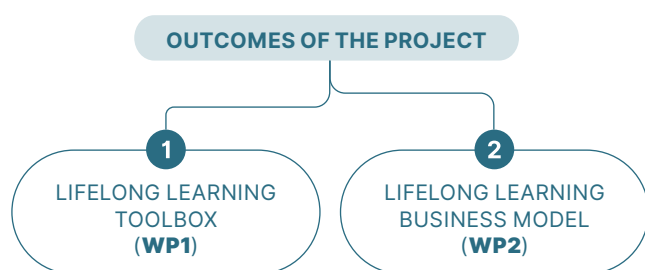 OUTCOMES OF THE PROJECT
1
LIFELONG LEARNING
TOOLBOX
(WP1)
2
LIFELONG LEARNING
BUSINESS MODEL
(WP2)